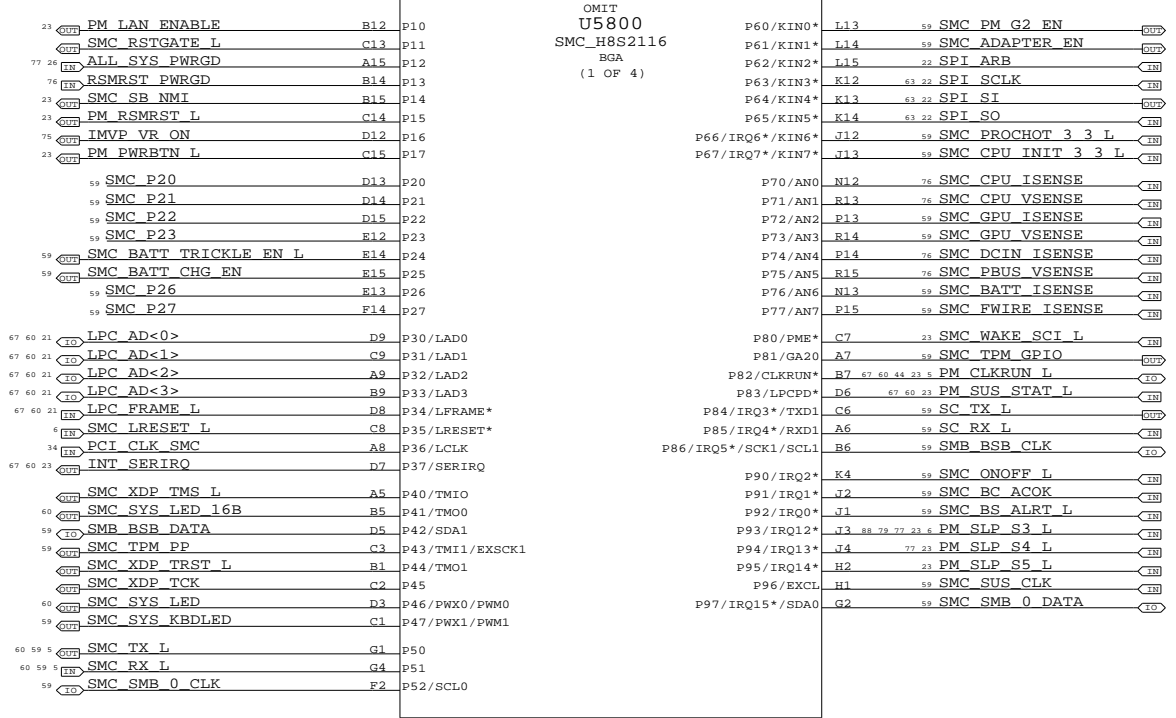 OMIT
U5800
SMC_H8S2116
BGA
(1 OF 4)
23 OUT PM_LAN_ENABLE B12 P10
OUT SMC_RSTGATE_L C13 P11
77 26 IN ALL_SYS_PWRGD A15 P12
76 IN RSMRST_PWRGD B14 P13
23 OUT SMC_SB_NMI B15 P14
23 OUT PM_RSMRST_L C14 P15
75 OUT IMVP_VR_ON D12 P16
23 OUT PM_PWRBTN_L C15 P17
59 SMC_P20 D13 P20
59 SMC_P21 D14 P21
59 SMC_P22 D15 P22
59 SMC_P23 E12 P23
59 OUT SMC_BATT_TRICKLE_EN_L E14 P24
59 OUT SMC_BATT_CHG_EN E15 P25
59 SMC_P26 E13 P26
59 SMC_P27 F14 P27
67 60 21 IO LPC_AD<0> D9 P30/LAD0
67 60 21 IO LPC_AD<1> C9 P31/LAD1
67 60 21 IO LPC_AD<2> A9 P32/LAD2
67 60 21 IO LPC_AD<3> B9 P33/LAD3
67 60 21 IN LPC_FRAME_L D8 P34/LFRAME*
6 IN SMC_LRESET_L C8 P35/LRESET*
34 IN PCI_CLK_SMC A8 P36/LCLK
67 60 23 OUT INT_SERIRQ D7 P37/SERIRQ
OUT SMC_XDP_TMS_L A5 P40/TMIO
60 OUT SMC_SYS_LED_16B B5 P41/TMO0
59 IO SMB_BSB_DATA D5 P42/SDA1
59 OUT SMC_TPM_PP C3 P43/TMI1/EXSCK1
OUT SMC_XDP_TRST_L B1 P44/TMO1
OUT SMC_XDP_TCK C2 P45
60 OUT SMC_SYS_LED D3 P46/PWX0/PWM0
59 OUT SMC_SYS_KBDLED C1 P47/PWX1/PWM1
60 59 5 OUT SMC_TX_L G1 P50
60 59 5 IN SMC_RX_L G4 P51
59 IO SMC_SMB_0_CLK F2 P52/SCL0
P60/KIN0* L13 59 SMC_PM_G2_EN OUT
P61/KIN1* L14 59 SMC_ADAPTER_EN OUT
P62/KIN2* L15 22 SPI_ARB IN
P63/KIN3* K12 63 22 SPI_SCLK IN
P64/KIN4* K13 63 22 SPI_SI OUT
P65/KIN5* K14 63 22 SPI_SO IN
P66/IRQ6*/KIN6* J12 59 SMC_PROCHOT_3_3_L IN
P67/IRQ7*/KIN7* J13 59 SMC_CPU_INIT_3_3_L IN
P70/AN0 N12 76 SMC_CPU_ISENSE IN
P71/AN1 R13 76 SMC_CPU_VSENSE IN
P72/AN2 P13 59 SMC_GPU_ISENSE IN
P73/AN3 R14 59 SMC_GPU_VSENSE IN
P74/AN4 P14 76 SMC_DCIN_ISENSE IN
P75/AN5 R15 76 SMC_PBUS_VSENSE IN
P76/AN6 N13 59 SMC_BATT_ISENSE IN
P77/AN7 P15 59 SMC_FWIRE_ISENSE IN
P80/PME* C7 23 SMC_WAKE_SCI_L IN
P81/GA20 A7 59 SMC_TPM_GPIO OUT
P82/CLKRUN* B7 67 60 44 23 5 PM_CLKRUN_L IO
P83/LPCPD* D6 67 60 23 PM_SUS_STAT_L IN
P84/IRQ3*/TXD1 C6 59 SC_TX_L OUT
P85/IRQ4*/RXD1 A6 59 SC_RX_L IN
P86/IRQ5*/SCK1/SCL1 B6 59 SMB_BSB_CLK IO
P90/IRQ2* K4 59 SMC_ONOFF_L IN
P91/IRQ1* J2 59 SMC_BC_ACOK IN
P92/IRQ0* J1 59 SMC_BS_ALRT_L IN
P93/IRQ12* J3 88 79 77 23 6 PM_SLP_S3_L IN
P94/IRQ13* J4 77 23 PM_SLP_S4_L IN
P95/IRQ14* H2 23 PM_SLP_S5_L IN
P96/EXCL H1 59 SMC_SUS_CLK IN
P97/IRQ15*/SDA0 G2 59 SMC_SMB_0_DATA IO